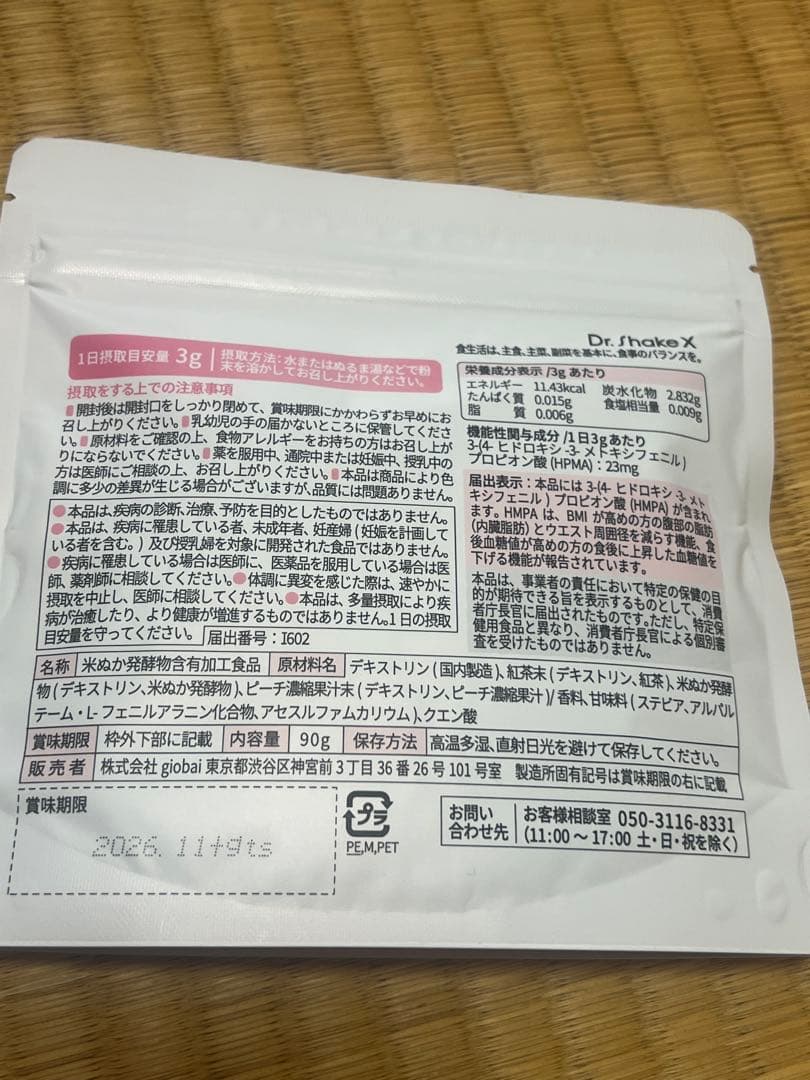 Dr.Shake X
食生活は、主食、主菜、副菜を基本に、食事のバランスを。
1日摂取目安量 3g
摂取方法:水またはぬるま湯などで粉
末を溶かしてお召し上がりください。
摂取をする上での注意事項
開封後は開封口をしっかり閉めて、賞味期限にかかわらずお早めにお
召し上がりください。 乳幼児の手の届かないところに保管してくださ
い。 原材料をご確認の上、食物アレルギーをお持ちの方はお召し上が
りにならないでください。 薬を服用中、通院中または妊娠中、授乳中の
方は医師にご相談の上、お召し上がりください。 本品は商品により色
調に多少の差異が生じる場合がございますが、品質には問題ありません。
●本品は、疾病の診断、治療、予防を目的としたものではありません。
●本品は、疾病に罹患している者、未成年者、妊産婦(妊娠を計画して
いる者を含む。)及び授乳婦を対象に開発された食品ではありません。
●疾病に罹患している場合は医師に、医薬品を服用している場合は医
師、薬剤師に相談してください。●体調に異変を感じた際は、速やかに
摂取を中止し、医師に相談してください。●本品は、多量摂取により疾
病が治癒したり、より健康が増進するものではありません。1日の摂取
目安量を守ってください。 届出番号:I602
栄養成分表示 /3g あたり
エネルギー 11.43kcal 炭水化物 2.832g
たんぱく質 0.015g 食塩相当量 0.009g
脂 質 0.006g
機能性関与成分 /1日3gあたり
3-(4- ヒドロキシ -3- メトキシフェニル)
プロピオン酸 (HPMA):23mg
届出表示:本品には 3-(4- ヒドロキシ -3- メト
キシフェニル) プロピオン酸 (HMPA) が含まれ
ます。HMPA は、BMI が高めの方の腹部の脂肪
(内臓脂肪)とウエスト周囲径を減らす機能、食
後血糖値が高めの方の食後に上昇した血糖値を
下げる機能が報告されています。
本品は、事業者の責任において特定の保健の目
的が期待できる旨を表示するものとして、消費
者庁長官に届出されたものです。ただし、特定保
健用食品と異なり、消費者庁長官による個別審
査を受けたものではありません。
名称 米ぬか発酵物含有加工食品 原材料名 デキストリン(国内製造)、紅茶末(デキストリン、紅茶)、米ぬか発酵
物(デキストリン、米ぬか発酵物)、ピーチ濃縮果汁末(デキストリン、ピーチ濃縮果汁)/ 香料、甘味料(ステビア、アルパル
テーム・L- フェニルアラニン化合物、アセスルファムカリウム)、クエン酸
賞味期限 枠外下部に記載 内容量 90g 保存方法 高温多湿、直射日光を避けて保存してください。
販売者 株式会社 giobai 東京都渋谷区神宮前3丁目36番26号101号室 製造所固有記号は賞味期限の右に記載
賞味期限
2026.11+gts
プラ
PE,M,PET
お問い
合わせ先
お客様相談室 050-3116-8331
(11:00 ～ 17:00 土・日・祝を除く)